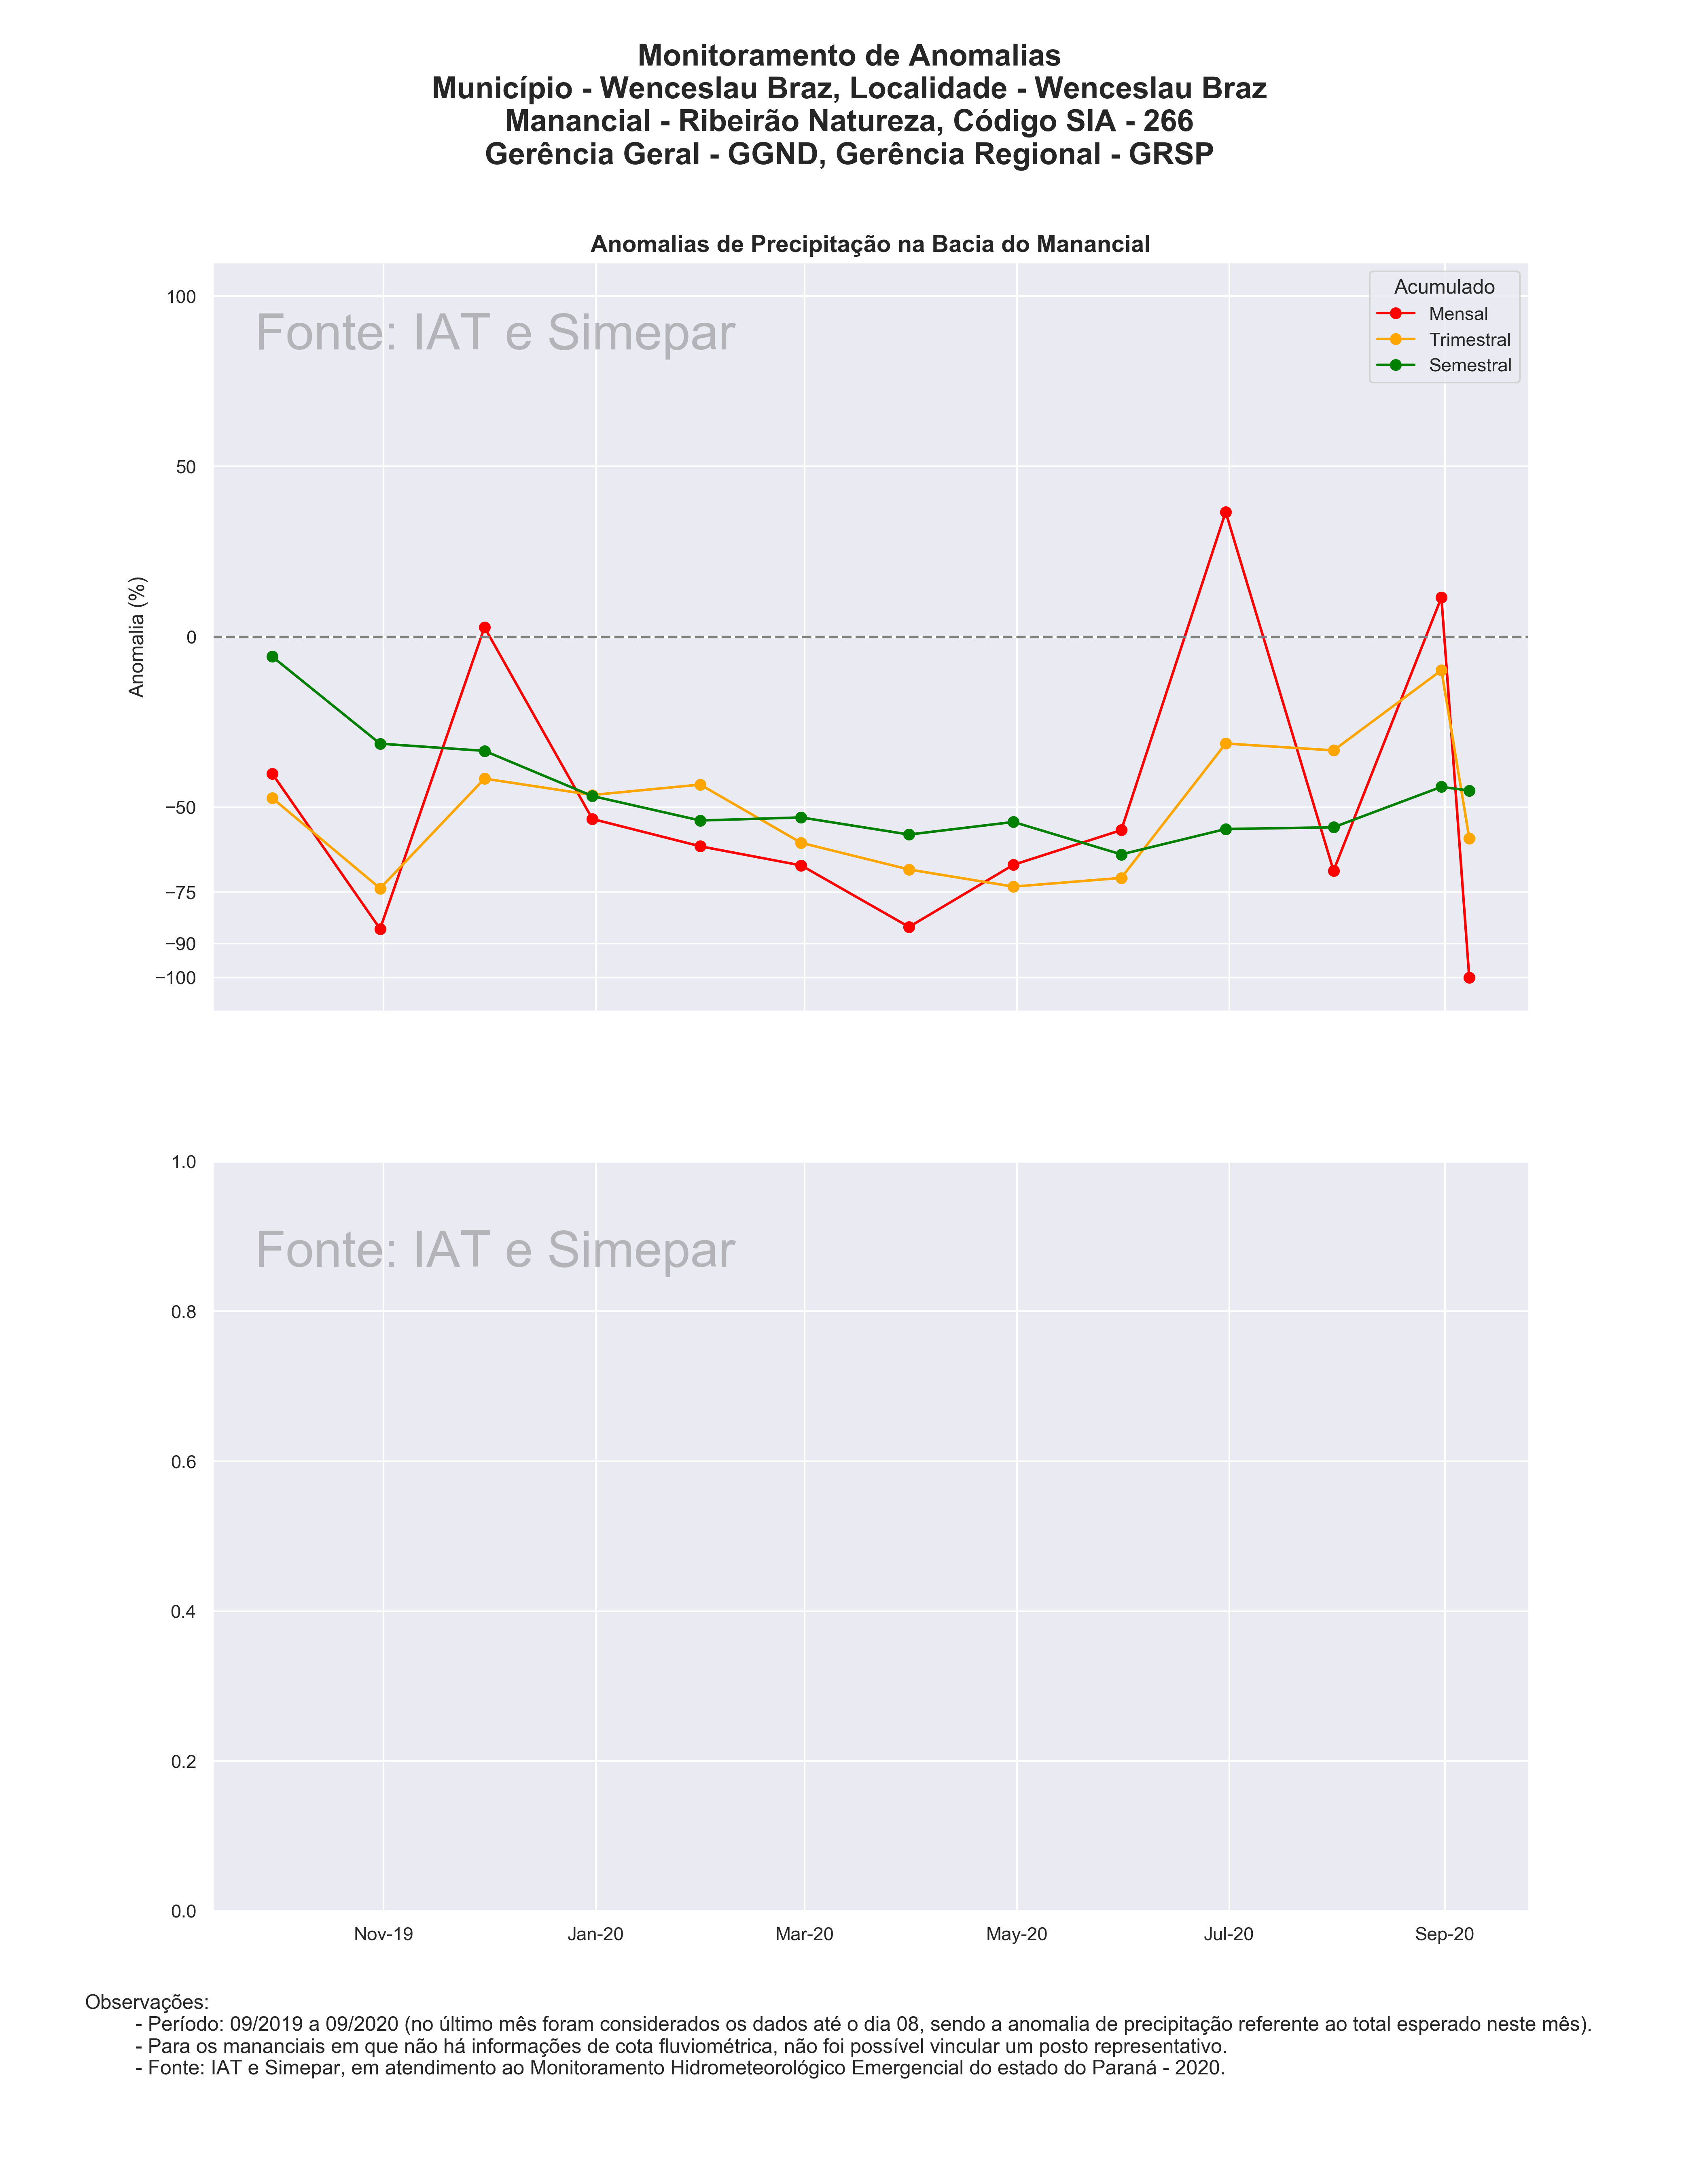 Monitoramento de Anomalias
Município - Wenceslau Braz, Localidade - Wenceslau Braz
Manancial - Ribeirão Natureza, Código SIA - 266
Gerência Geral - GGND, Gerência Regional - GRSP
Anomalias de Precipitação na Bacia do Manancial
Fonte: IAT e Simepar
Acumulado
Mensal
Trimestral
Semestral
Anomalia (%)
100
50
0
−50
−75
−90
−100
Fonte: IAT e Simepar
1.0
0.8
0.6
0.4
0.2
0.0
Nov-19 Jan-20 Mar-20 May-20 Jul-20 Sep-20
Observações:
- Período: 09/2019 a 09/2020 (no último mês foram considerados os dados até o dia 08, sendo a anomalia de precipitação referente ao total esperado neste mês).
- Para os mananciais em que não há informações de cota fluviométrica, não foi possível vincular um posto representativo.
- Fonte: IAT e Simepar, em atendimento ao Monitoramento Hidrometeorológico Emergencial do estado do Paraná - 2020.